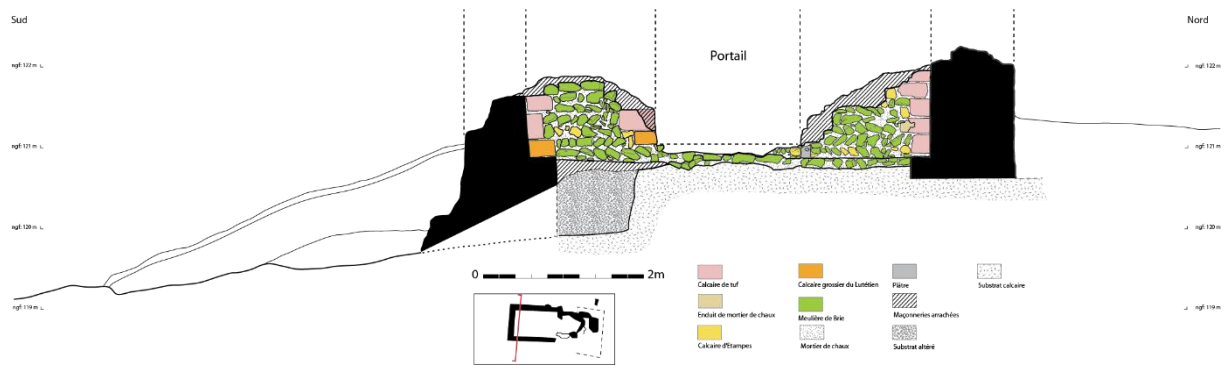 Sud
Nord
Portail
ngf: 122 m
ngf: 122 m
ngf: 121 m
ngf: 121 m
ngf: 120 m
ngf: 120 m
ngf: 119 m
ngf: 119 m
0 2m
Calcaire de tuf
Calcaire grossier du Lutétien
Plâtre
Substrat calcaire
Enduit de mortier de chaux
Meulière de Brie
Maçonneries arrachées
Calcaire d'Etampes
Mortier de chaux
Substrat altéré